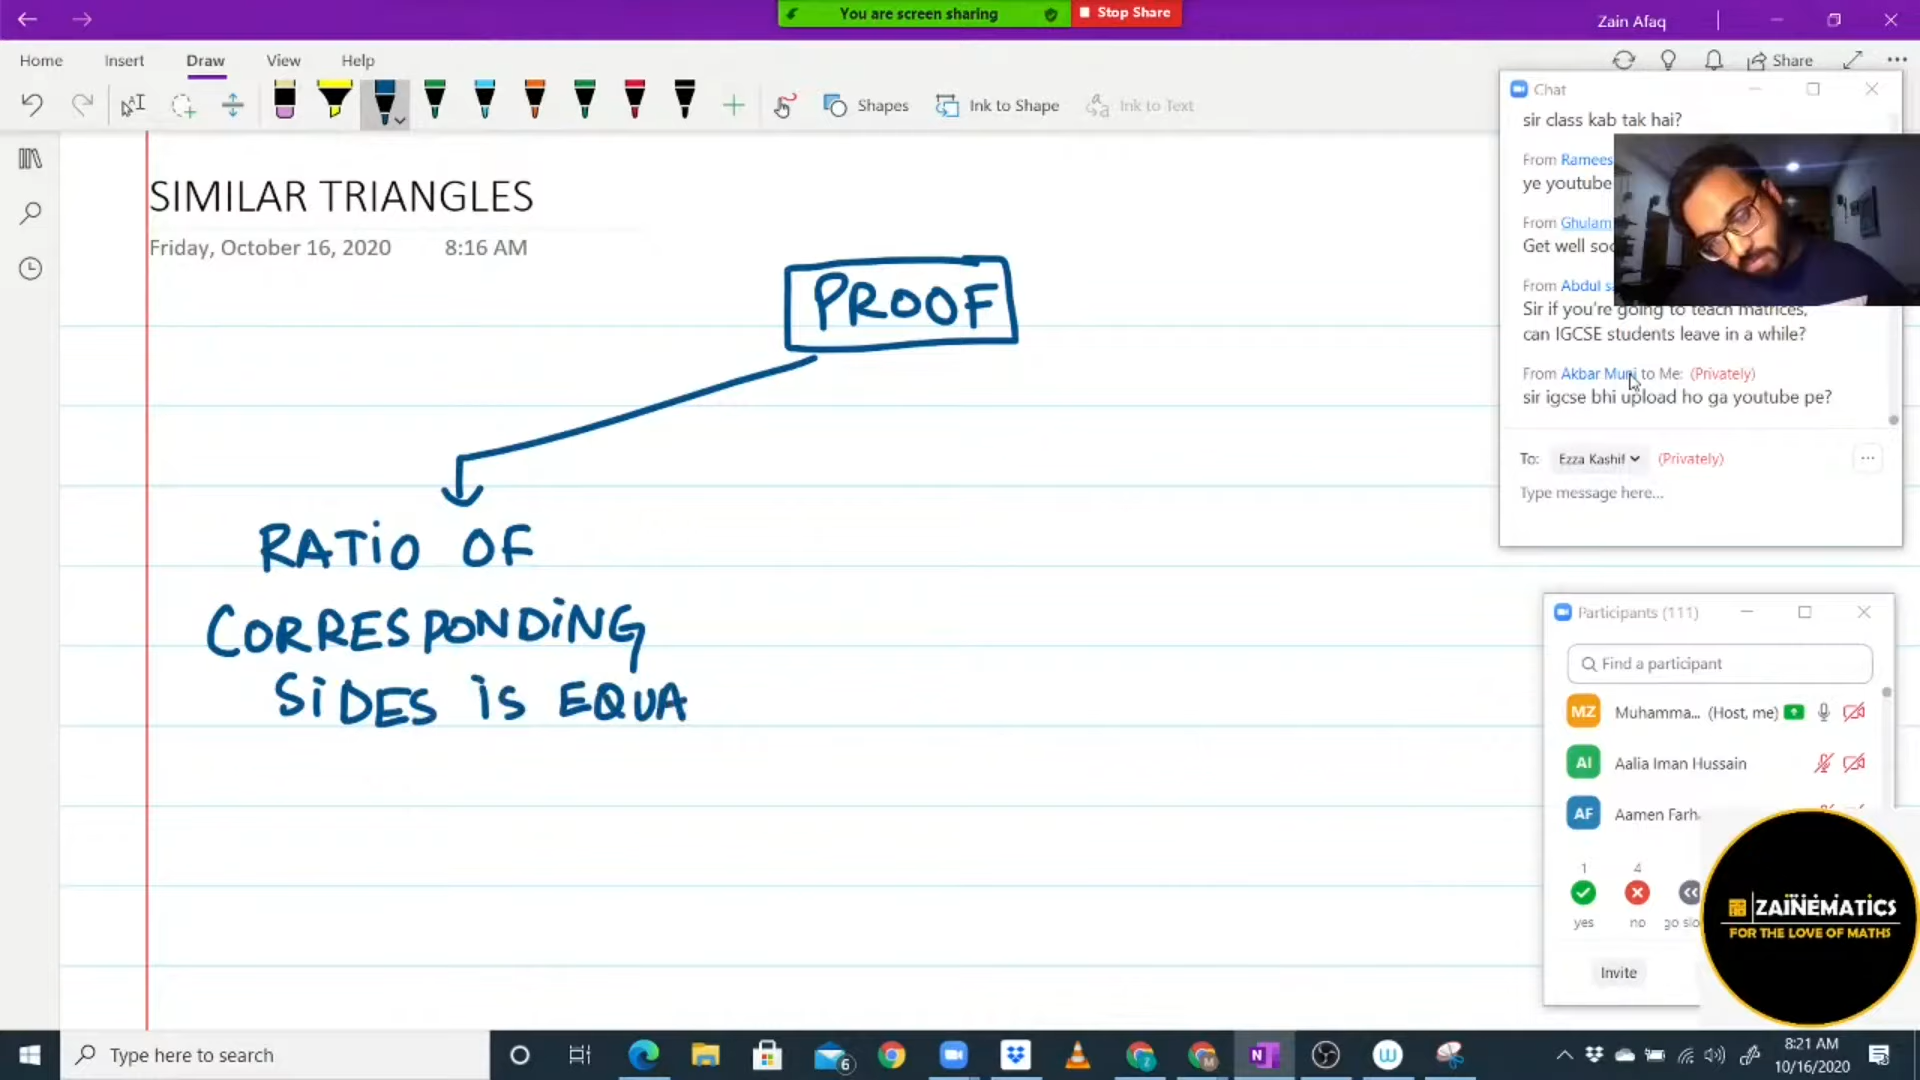 You are screen sharing
Stop Share
Zain Afaq
Home Insert Draw View Help
Share
Shapes
Ink to Shape
Ink to Text
SIMILAR TRIANGLES
Friday, October 16, 2020 8:16 AM
PROOF
RATiO OF
CORRESPONDiNG
SiDES iS EQUA
Chat
sir class kab tak hai?
From Ramees
ye youtube
From Ghulam
Get well
From Abdul
Sir if you're going to teach matrices,
can IGCSE students leave in a while?
From Akbar to Me: (Privately)
sir igcse bhi upload ho ga youtube pe?
To: Ezza Kashif (Privately)
Type message here...
Participants (111)
Find a participant
MZ Muhamma... (Host, me)
AI Aalia Iman Hussain
AF Aamen Farh
1 4
yes no go
Invite
ZAINEMATICS
FOR THE LOVE OF MATHS
Type here to search
6
8:21 AM
10/16/2020